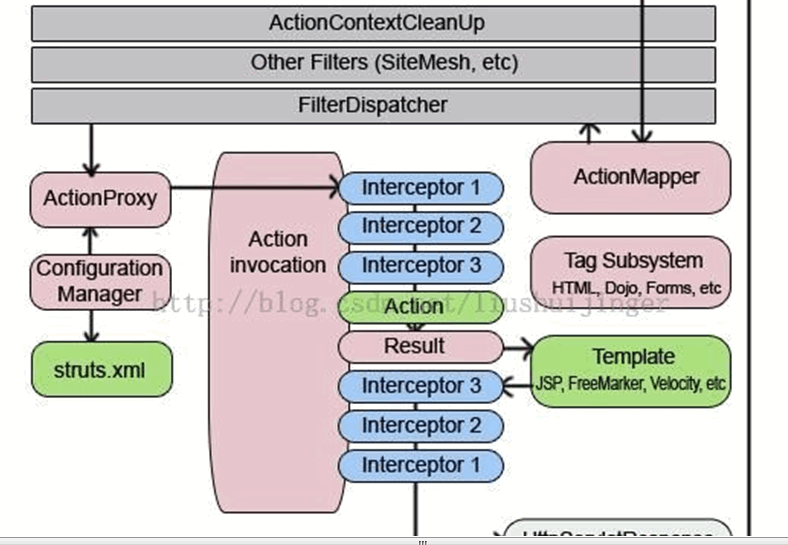 ActionContextCleanUp
Other Filters (SiteMesh, etc)
FilterDispatcher
ActionProxy
Configuration
Manager
struts.xml
Action
invocation
Interceptor 1
Interceptor 2
Interceptor 3
Action
Result
Interceptor 3
Interceptor 2
Interceptor 1
ActionMapper
Tag Subsystem
HTML, Dojo, Forms, etc
Template
JSP, FreeMarker, Velocity, etc
http://blog.csdn.net/liushuijinger
HttpServletResponse